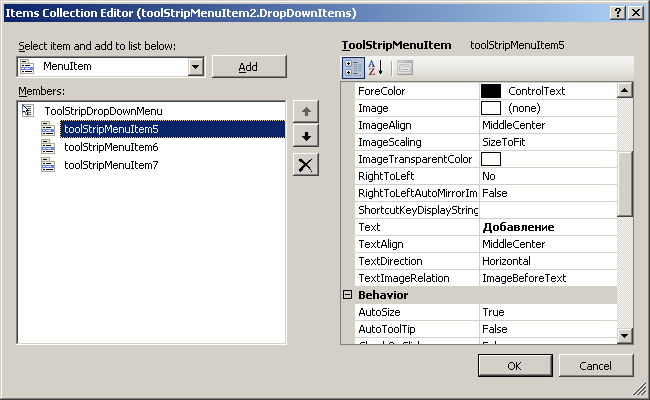 Items Collection Editor (toolStripMenuItem2.DropDownItems)
Select item and add to list below:
MenuItem
Add
Members:
ToolStripDropDownMenu
toolStripMenuItem5
toolStripMenuItem6
toolStripMenuItem7
ToolStripMenuItem toolStripMenuItem5
ForeColor ControlText
Image (none)
ImageAlign MiddleCenter
ImageScaling SizeToFit
ImageTransparentColor
RightToLeft No
RightToLeftAutoMirrorIm False
ShortcutKeyDisplayString
Text Добавление
TextAlign MiddleCenter
TextDirection Horizontal
TextImageRelation ImageBeforeText
Behavior
AutoSize True
AutoToolTip False
OK
Cancel